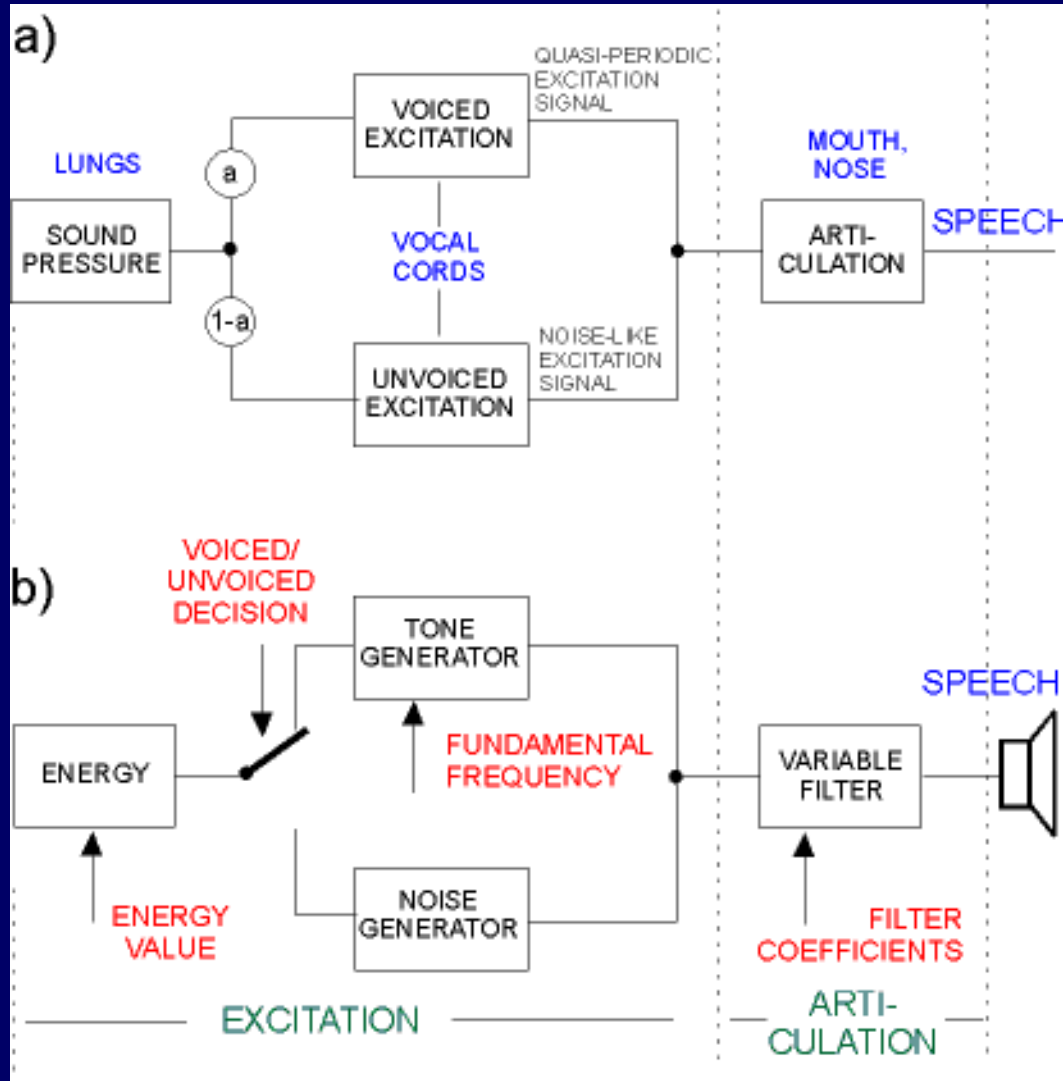 a)
QUASI-PERIODIC
EXCITATION
SIGNAL
VOICED
EXCITATION
MOUTH,
NOSE
LUNGS
a
SOUND
PRESSURE
VOCAL
CORDS
ARTI-
CULATION
SPEECH
1-a
NOISE-LIKE
EXCITATION
SIGNAL
UNVOICED
EXCITATION
b)
VOICED/
UNVOICED
DECISION
TONE
GENERATOR
SPEECH
ENERGY
FUNDAMENTAL
FREQUENCY
VARIABLE
FILTER
ENERGY
VALUE
NOISE
GENERATOR
FILTER
COEFFICIENTS
EXCITATION
ARTI-
CULATION